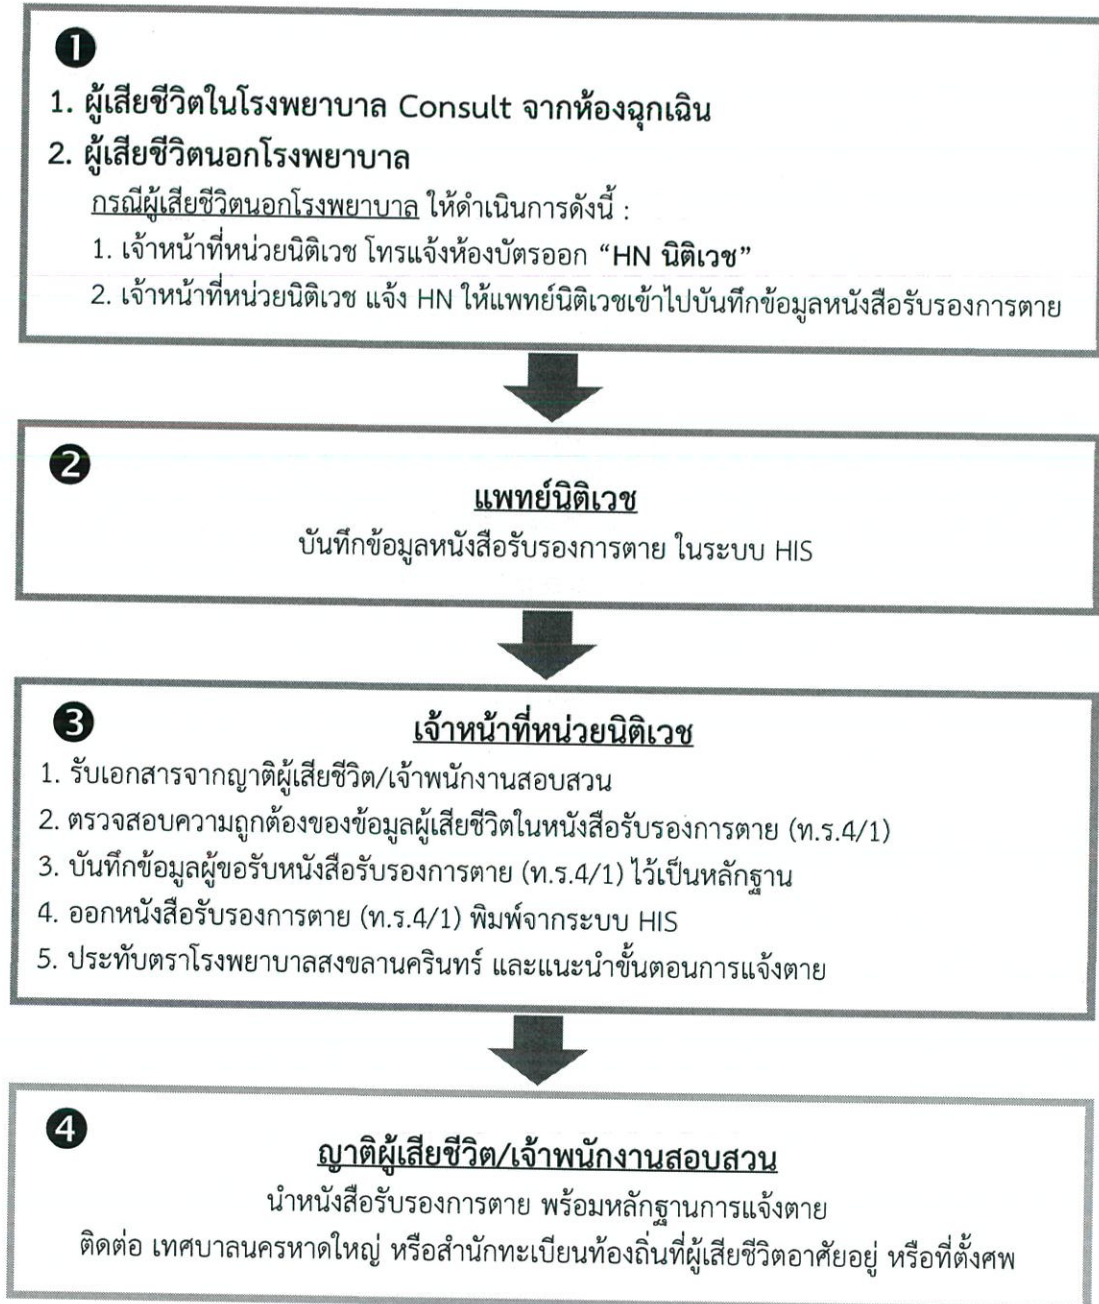 ❶
1. ผู้เสียชีวิตในโรงพยาบาล Consult จากห้องฉุกเฉิน
2. ผู้เสียชีวิตนอกโรงพยาบาล
กรณีผู้เสียชีวิตนอกโรงพยาบาล ให้ดำเนินการดังนี้ :
1. เจ้าหน้าที่หน่วยนิติเวช โทรแจ้งห้องบัตรออก “HN นิติเวช”
2. เจ้าหน้าที่หน่วยนิติเวช แจ้ง HN ให้แพทย์นิติเวชเข้าไปบันทึกข้อมูลหนังสือรับรองการตาย
❷
แพทย์นิติเวช
บันทึกข้อมูลหนังสือรับรองการตาย ในระบบ HIS
❸
เจ้าหน้าที่หน่วยนิติเวช
1. รับเอกสารจากญาติผู้เสียชีวิต/เจ้าพนักงานสอบสวน
2. ตรวจสอบความถูกต้องของข้อมูลผู้เสียชีวิตในหนังสือรับรองการตาย (ท.ร.4/1)
3. บันทึกข้อมูลผู้ขอรับหนังสือรับรองการตาย (ท.ร.4/1) ไว้เป็นหลักฐาน
4. ออกหนังสือรับรองการตาย (ท.ร.4/1) พิมพ์จากระบบ HIS
5. ประทับตราโรงพยาบาลสงขลานครินทร์ และแนะนำขั้นตอนการแจ้งตาย
❹
ญาติผู้เสียชีวิต/เจ้าพนักงานสอบสวน
นำหนังสือรับรองการตาย พร้อมหลักฐานการแจ้งตาย
ติดต่อ เทศบาลนครหาดใหญ่ หรือสำนักทะเบียนท้องถิ่นที่ผู้เสียชีวิตอาศัยอยู่ หรือที่ตั้งศพ